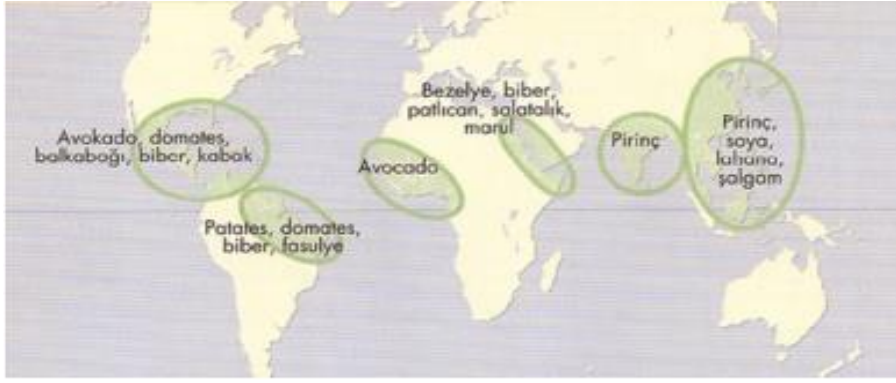 Avokado, domates,
balkabağı, biber, kabak
Patates, domates,
biber, fasulye
Avocado
Bezelye, biber,
patlıcan, salatalık,
marul
Pirinç
Pirinç,
soya,
lahana,
şalgam